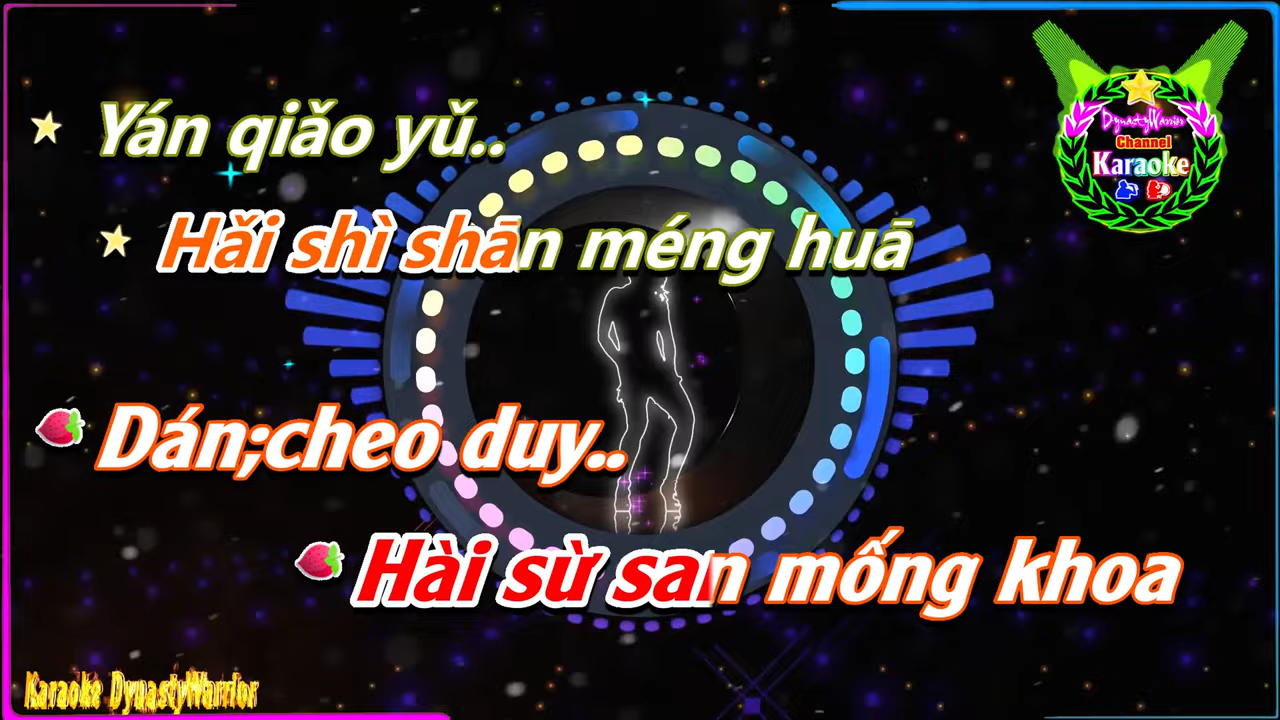 Yán qiǎo yǔ..
Hǎi shì shān méng huā
Dán;cheo duy..
Hài sừ san mống khoa
DynastyWarrior
Channel
Karaoke
Karaoke DynastyWarrior